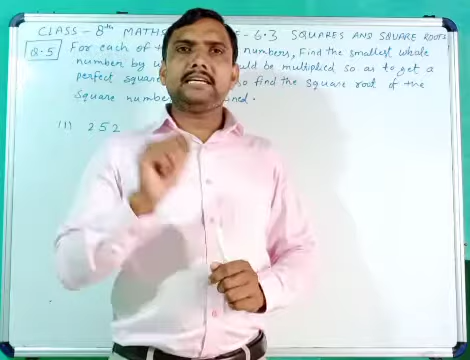 CLASS - 8th MATHS E - 6.3 SQUARES AND SQUARE ROOTS
Q.5 For each of numbers, Find the smallest whole
number by be multiplied so as to get a
perfect square find the square root of the
square number
(i) 252